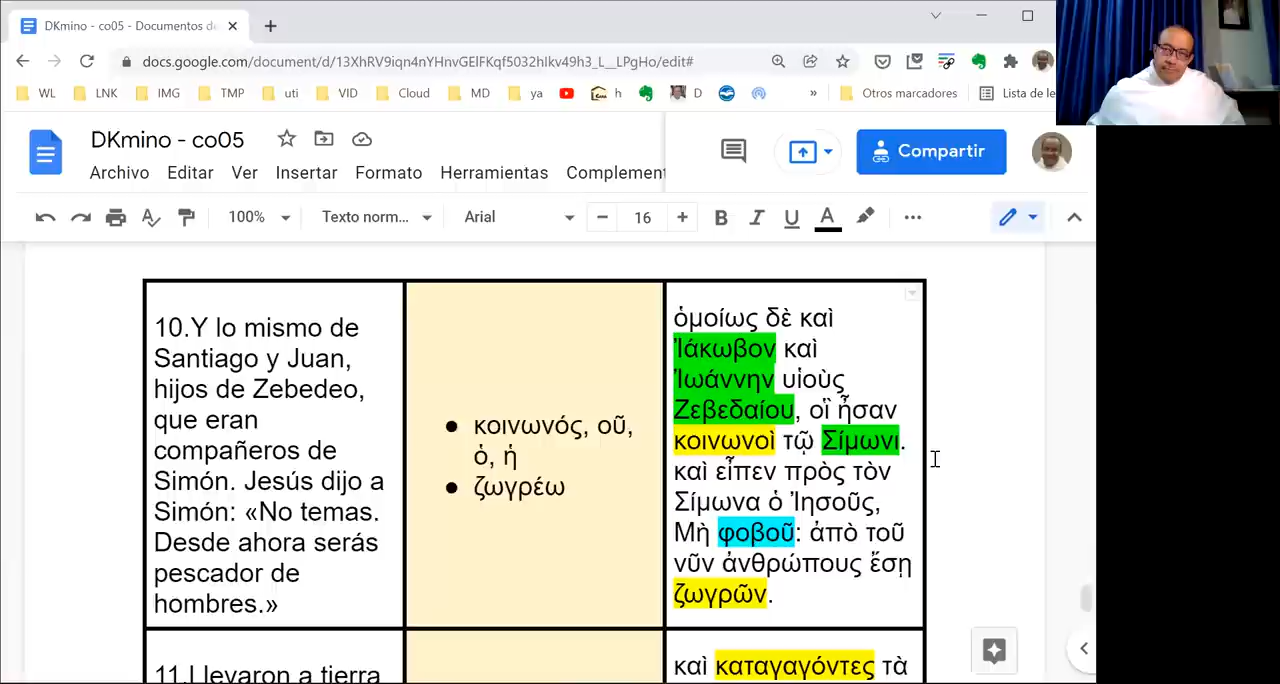 DKmino - co05 - Documentos de
docs.google.com/document/d/13XhRV9iqn4nYHnvGElFKqf5032hIkv49h3_L__LPgHo/edit#
WL LNK IMG TMP uti VID Cloud MD ya h D » Otros marcadores Lista de le
DKmino - co05
Compartir
Archivo Editar Ver Insertar Formato Herramientas Complement
100% Texto norm... Arial 16 B I U A
10.Y lo mismo de
Santiago y Juan,
hijos de Zebedeo,
que eran
compañeros de
Simón. Jesús dijo a
Simón: «No temas.
Desde ahora serás
pescador de
hombres.»
● κοινωνός, οῦ,
ὁ, ἡ
● ζωγρέω
ὁμοίως δὲ καὶ
Ἰάκωβον καὶ
Ἰωάννην υἱοὺς
Ζεβεδαίου, οἳ ἦσαν
κοινωνοὶ τῷ Σίμωνι.
καὶ εἶπεν πρὸς τὸν
Σίμωνα ὁ Ἰησοῦς,
Μὴ φοβοῦ: ἀπὸ τοῦ
νῦν ἀνθρώπους ἔσῃ
ζωγρῶν.
11.Llevaron a tierra
καὶ καταγαγόντες τὰ